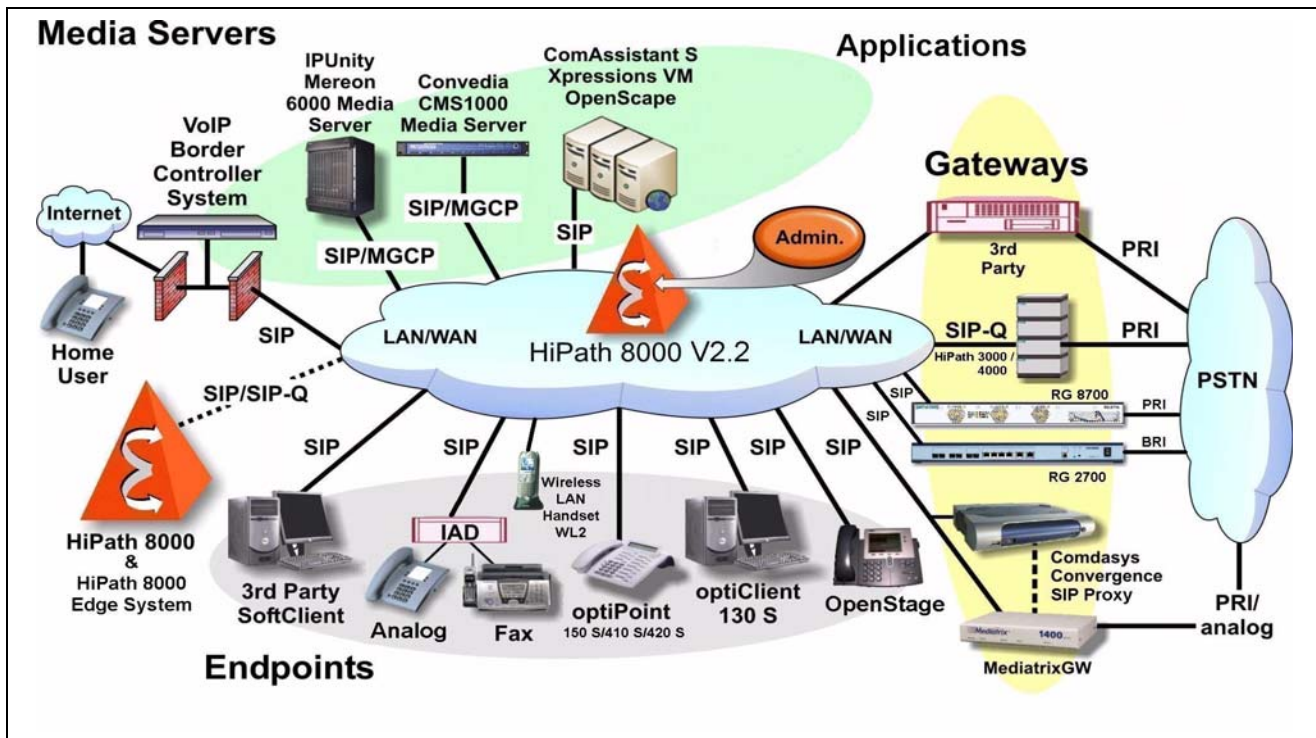 Media Servers
Applications
IPUnity
Mereon
6000 Media
Server
Convedia
CMS1000
Media Server
ComAssistant S
Xpressions VM
OpenScape
VoIP
Border
Controller
System
Internet
Home
User
SIP/MGCP
SIP/MGCP
SIP
Admin.
Gateways
3rd
Party
PRI
SIP
LAN/WAN
HiPath 8000 V2.2
LAN/WAN
SIP-Q
HiPath 3000 /
4000
PRI
PSTN
SIP/SIP-Q
SIP
SIP
RG 8700
PRI
BRI
RG 2700
HiPath 8000
&
HiPath 8000
Edge System
SIP
SIP
SIP
SIP
SIP
SIP
Wireless
LAN
Handset
WL2
IAD
3rd Party
SoftClient
Analog
Fax
optiPoint
150 S/410 S/420 S
optiClient
130 S
OpenStage
Comdasys
Convergence
SIP Proxy
Mediatrix
1400
MediatrixGW
PRI/
analog
Endpoints